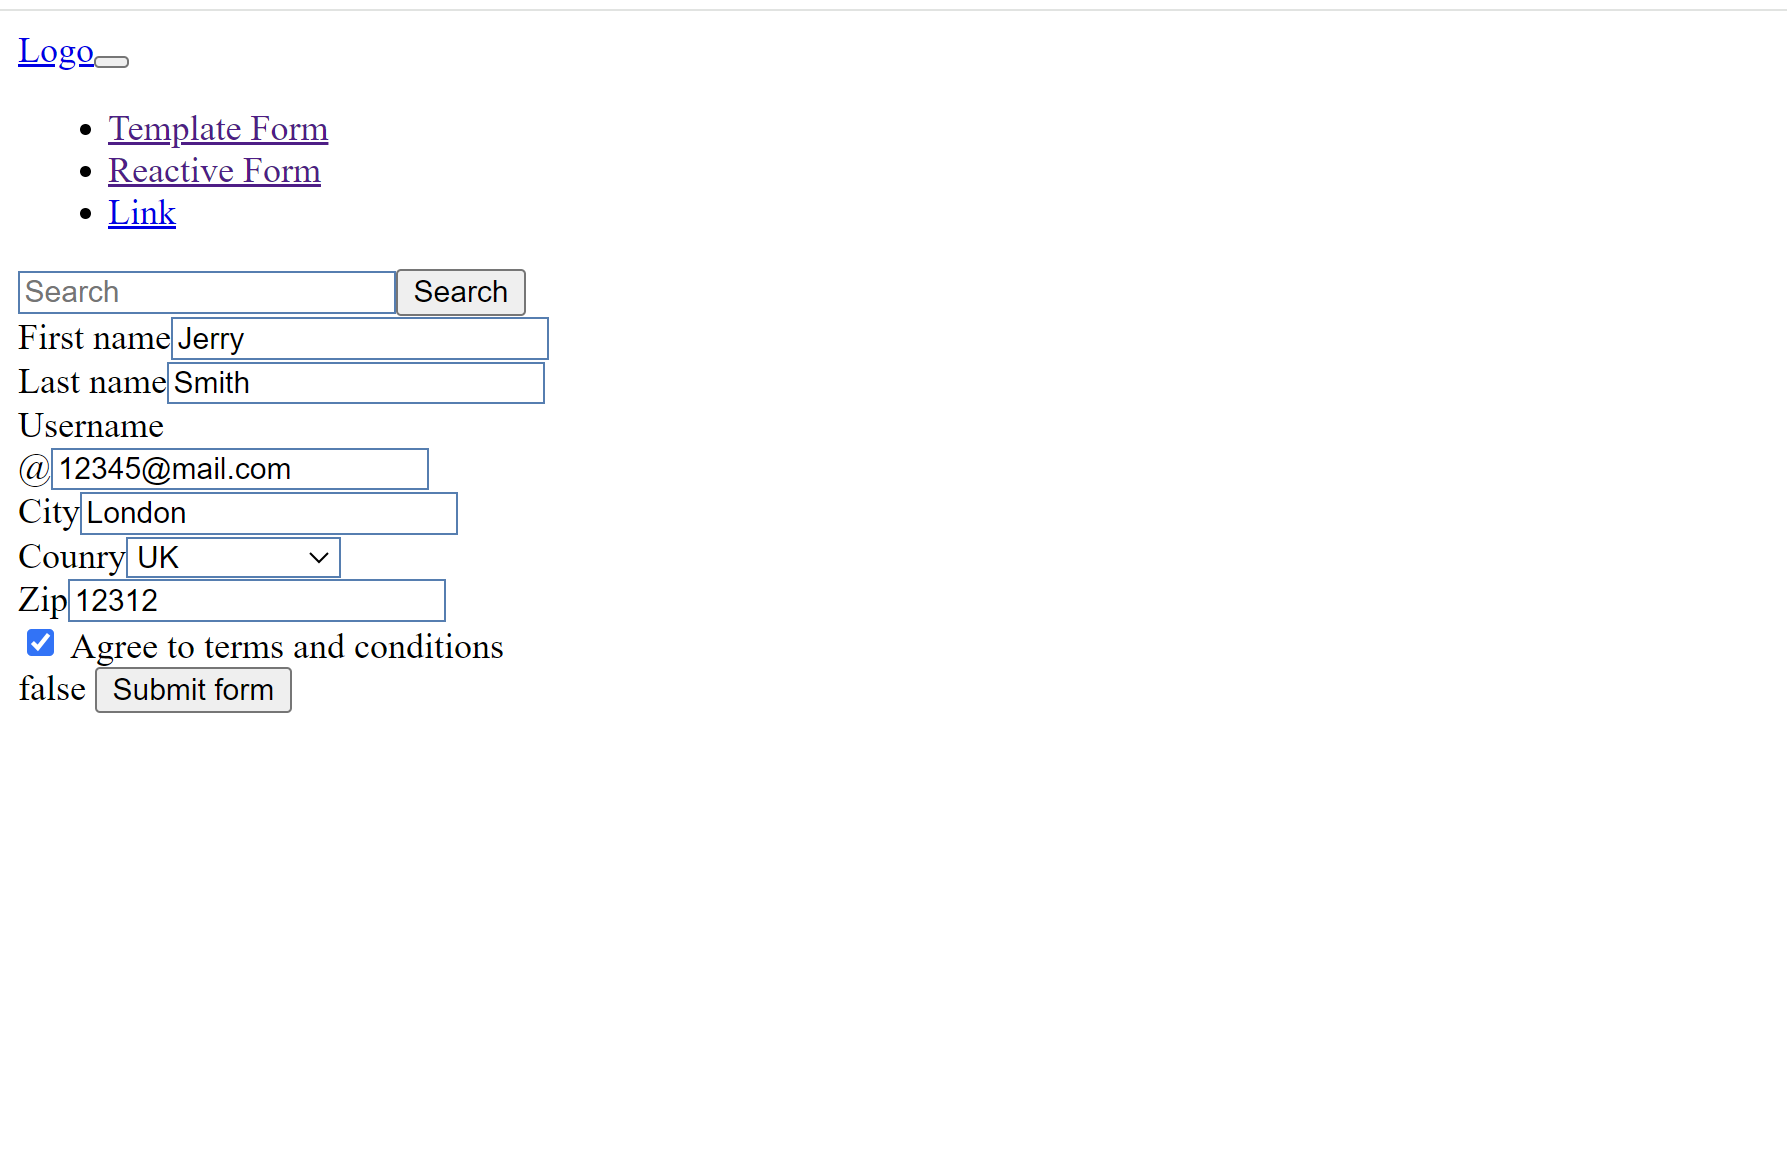 Logo
Template Form
Reactive Form
Link
Search Search
First name Jerry
Last name Smith
Username
@ 12345@mail.com
City London
Counry UK
Zip 12312
Agree to terms and conditions
false Submit form